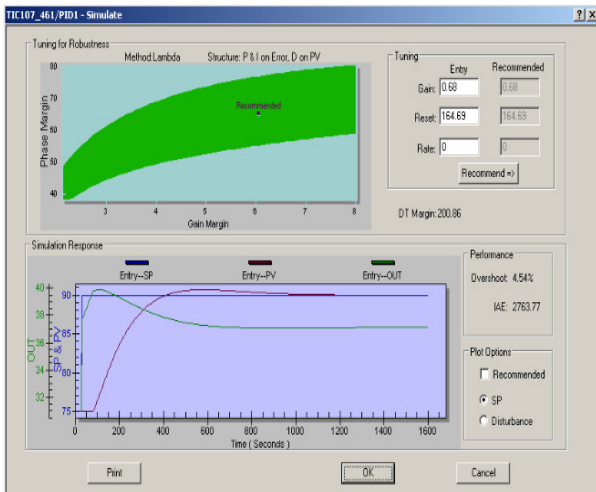 TIC107_461/PID1 - Simulate
Tuning for Robustness
Method:Lambda Structure: P & I on Error, D on PV
Phase Margin
80
70
60
50
40
Recommended
3 4 5 6 7 8
Gain Margin
Tuning
Entry Recommended
Gain: 0.68 0.68
Reset: 164.69 164.69
Rate: 0 0
Recommend =>
DT Margin: 200.86
Simulation Response
Entry--SP Entry--PV Entry--OUT
OUT
40
38
36
34
32
SP & PV
90
85
80
75
0 200 400 600 800 1000 1200 1400 1600
Time ( Seconds )
Performance
Overshoot: 4.54%
IAE: 2763.77
Plot Options
Recommended
SP
Disturbance
Print OK Cancel